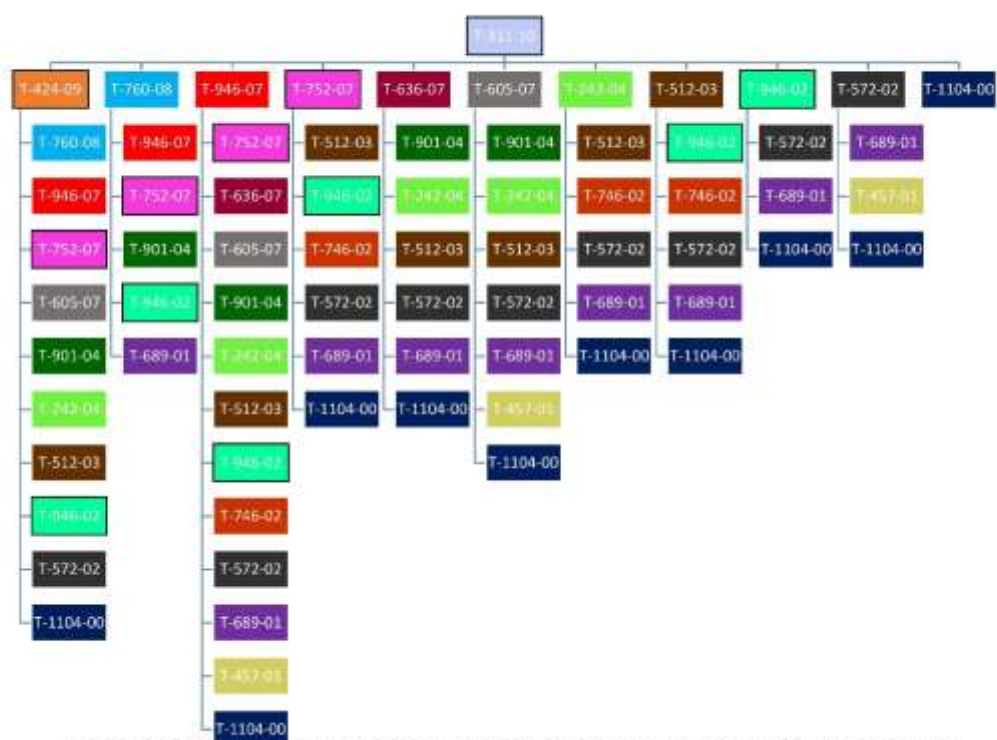 T-311-10
T-424-09 T-760-08 T-946-07 T-752-07 T-636-07 T-605-07 T-242-04 T-512-03 T-946-02 T-572-02 T-1104-00
T-760-08 T-946-07 T-752-07 T-512-03 T-901-04 T-901-04 T-512-03 T-946-02 T-572-02 T-689-01
T-946-07 T-752-07 T-636-07 T-946-02 T-242-04 T-242-04 T-746-02 T-746-02 T-689-01 T-457-01
T-752-07 T-901-04 T-605-07 T-746-02 T-512-03 T-512-03 T-572-02 T-572-02 T-1104-00 T-1104-00
T-605-07 T-946-02 T-901-04 T-572-02 T-572-02 T-572-02 T-689-01 T-689-01
T-901-04 T-689-01 T-242-04 T-689-01 T-689-01 T-689-01 T-1104-00 T-1104-00
T-242-04 T-512-03 T-1104-00 T-1104-00 T-457-01
T-512-03 T-946-02 T-1104-00
T-946-02 T-746-02
T-572-02 T-572-02
T-1104-00 T-689-01
T-457-01
T-1104-00